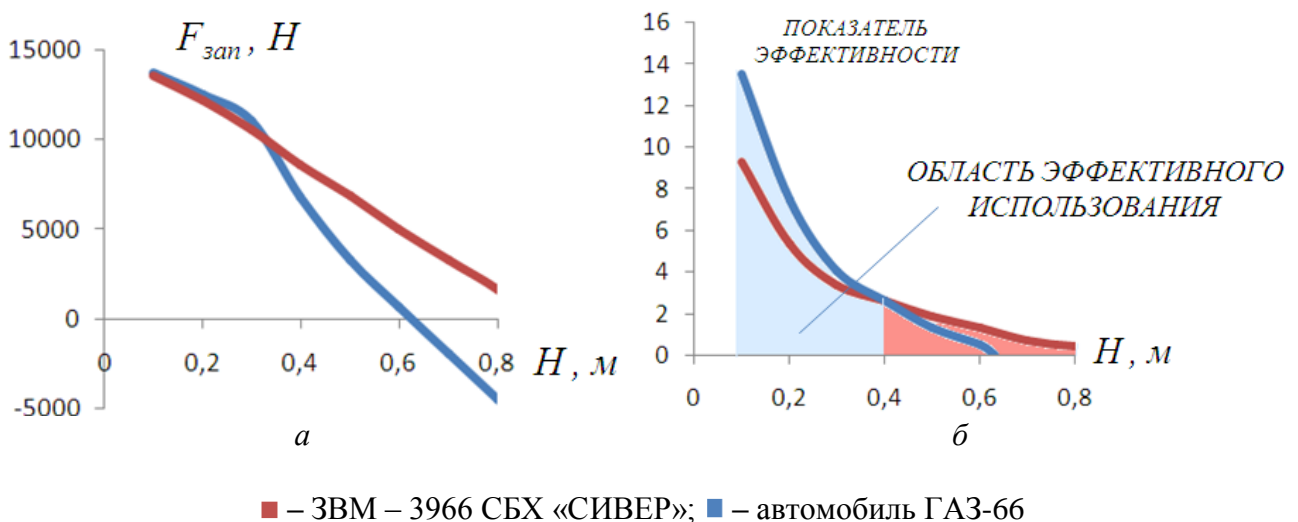 F зап , Н
15000
10000
5000
0
-5000
0
0,2
0,4
0,6
0,8
H , м
а
ПОКАЗАТЕЛЬ
ЭФФЕКТИВНОСТИ
16
14
12
10
8
6
4
2
0
ОБЛАСТЬ ЭФФЕКТИВНОГО
ИСПОЛЬЗОВАНИЯ
0
0,2
0,4
0,6
0,8
H , м
б
– ЗВМ – 3966 СБХ «СИВЕР»; – автомобиль ГАЗ-66